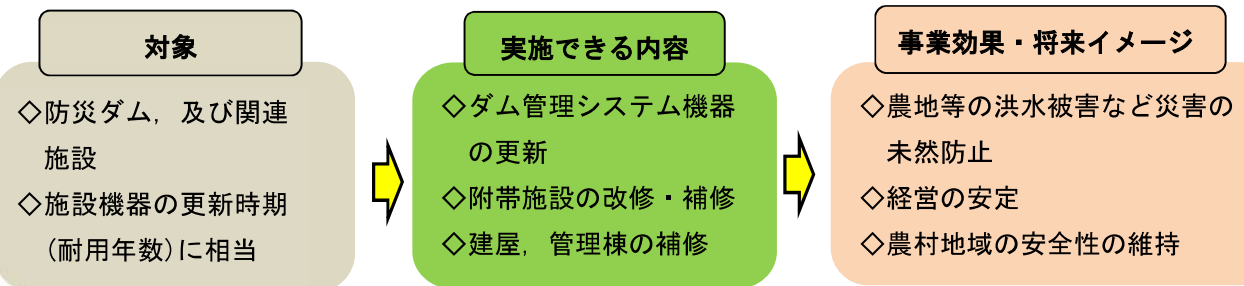 対象
◇防災ダム，及び関連
施設
◇施設機器の更新時期
(耐用年数)に相当
実施できる内容
◇ダム管理システム機器
の更新
◇附帯施設の改修・補修
◇建屋，管理棟の補修
事業効果・将来イメージ
◇農地等の洪水被害など災害の
未然防止
◇経営の安定
◇農村地域の安全性の維持